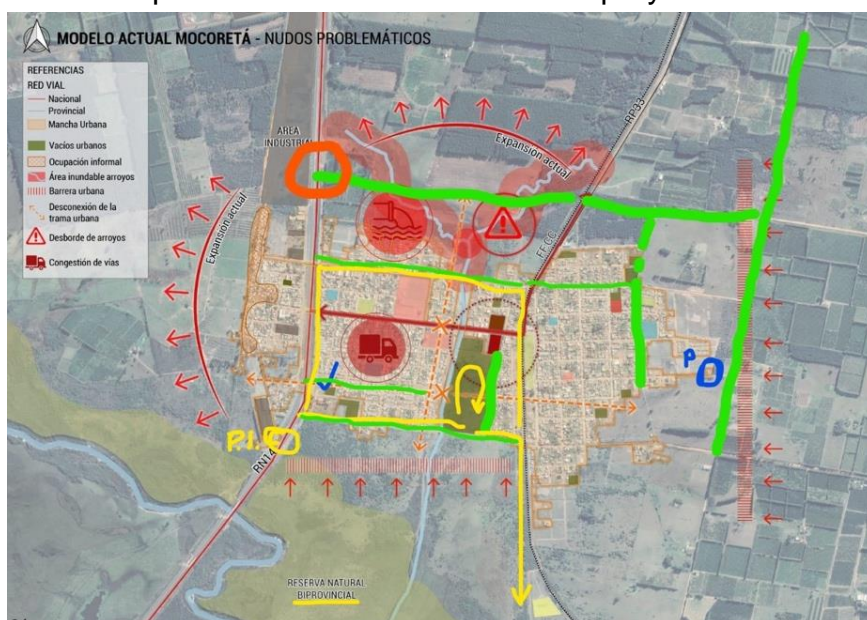 MODELO ACTUAL MOCORETÁ - NUDOS PROBLEMÁTICOS
REFERENCIAS
RED VIAL
Nacional
Provincial
Mancha Urbana
Vacíos urbanos
Ocupación informal
Área inundable arroyos
Barrera urbana
Desconexión de la
trama urbana
Desborde de arroyos
Congestión de vías
AREA
INDUSTRIAL
Expansión actual
Expansión actual
RP33
FFCC
P
P.I.
RN14
RESERVA NATURAL
BIPROVINCIAL